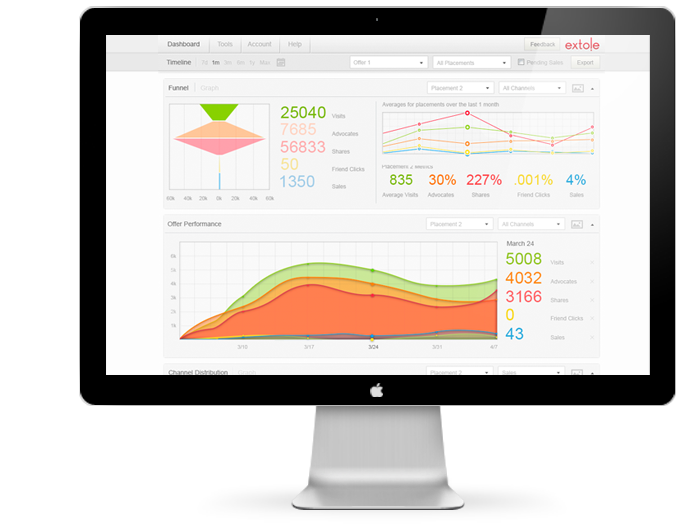 Dashboard Tools Account Help Feedback extole
Timeline 7d 1m 3m 6m 1y Max Offer 1 All Placements Pending Sales Export
Funnel | Graph Placement 2 All Channels
Averages for placements over the last 1 month
25040 Visits
7685 Advocates
56833 Shares
50 Friend Clicks
1350 Sales
60k 40k 20k 0k 20k 40k 60k
Placement 2 Metrics
835 30% 227% .001% 4%
Average Visits Advocates Shares Friend Clicks Sales
Offer Performance Placement 2 All Channels
March 24
5008 Visits
4032 Advocates
3166 Shares
0 Friend Clicks
43 Sales
6k
5k
4k
3k
2k
1k
3/10 3/17 3/24 3/31 4/7
Channel Distribution | Graphs Placement 2 Sales